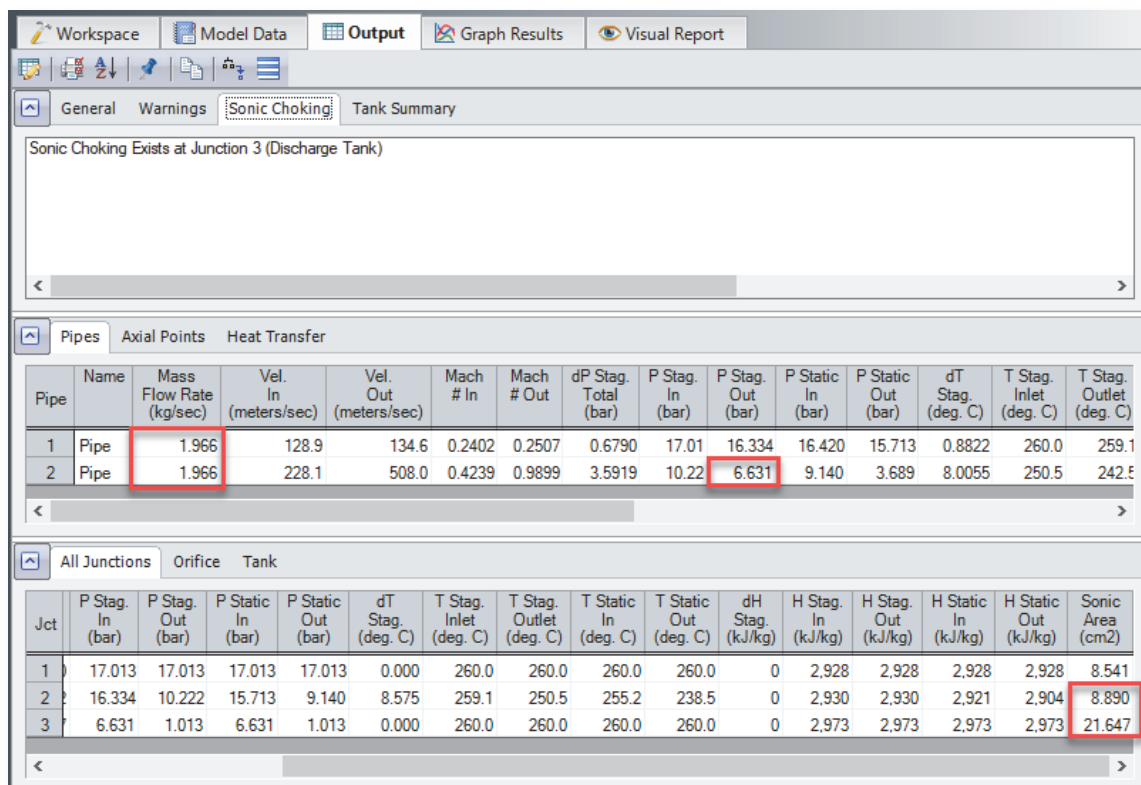 Workspace Model Data Output Graph Results Visual Report
General Warnings Sonic Choking Tank Summary
Sonic Choking Exists at Junction 3 (Discharge Tank)
Pipes Axial Points Heat Transfer
Pipe Name Mass Flow Rate (kg/sec) Vel. In (meters/sec) Vel. Out (meters/sec) Mach # In Mach # Out dP Stag. Total (bar) P Stag. In (bar) P Stag. Out (bar) P Static In (bar) P Static Out (bar) dT Stag. (deg. C) T Stag. Inlet (deg. C) T Stag. Outlet (deg. C)
1 Pipe 1.966 128.9 134.6 0.2402 0.2507 0.6790 17.01 16.334 16.420 15.713 0.8822 260.0 259.1
2 Pipe 1.966 228.1 508.0 0.4239 0.9899 3.5919 10.22 6.631 9.140 3.689 8.0055 250.5 242.5
All Junctions Orifice Tank
Jct P Stag. In (bar) P Stag. Out (bar) P Static In (bar) P Static Out (bar) dT Stag. (deg. C) T Stag. Inlet (deg. C) T Stag. Outlet (deg. C) T Static In (deg. C) T Static Out (deg. C) dH Stag. (kJ/kg) H Stag. In (kJ/kg) H Stag. Out (kJ/kg) H Static In (kJ/kg) H Static Out (kJ/kg) Sonic Area (cm2)
1 17.013 17.013 17.013 17.013 0.000 260.0 260.0 260.0 260.0 0 2,928 2,928 2,928 2,928 8.541
2 16.334 10.222 15.713 9.140 8.575 259.1 250.5 255.2 238.5 0 2,930 2,930 2,921 2,904 8.890
3 6.631 1.013 6.631 1.013 0.000 260.0 260.0 260.0 260.0 0 2,973 2,973 2,973 2,973 21.647